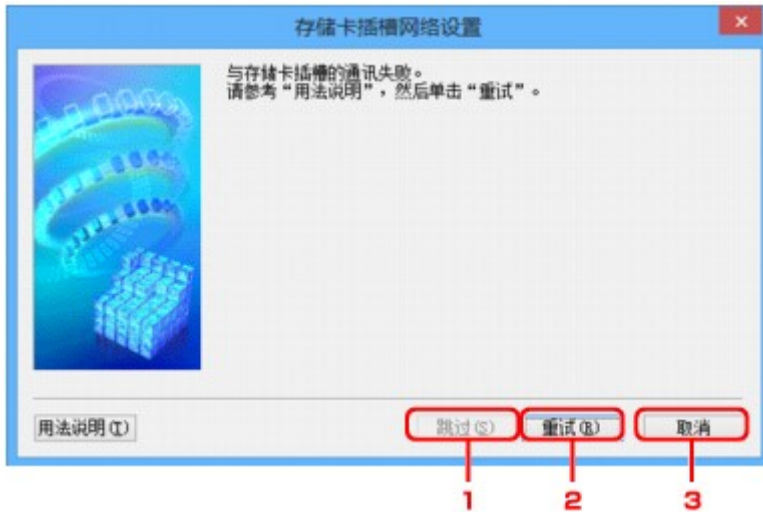 存储卡插槽网络设置
与存储卡插槽的通讯失败。
请参考“用法说明”，然后单击“重试”。
用法说明(I) 跳过(S) 重试(R) 取消
1 2 3